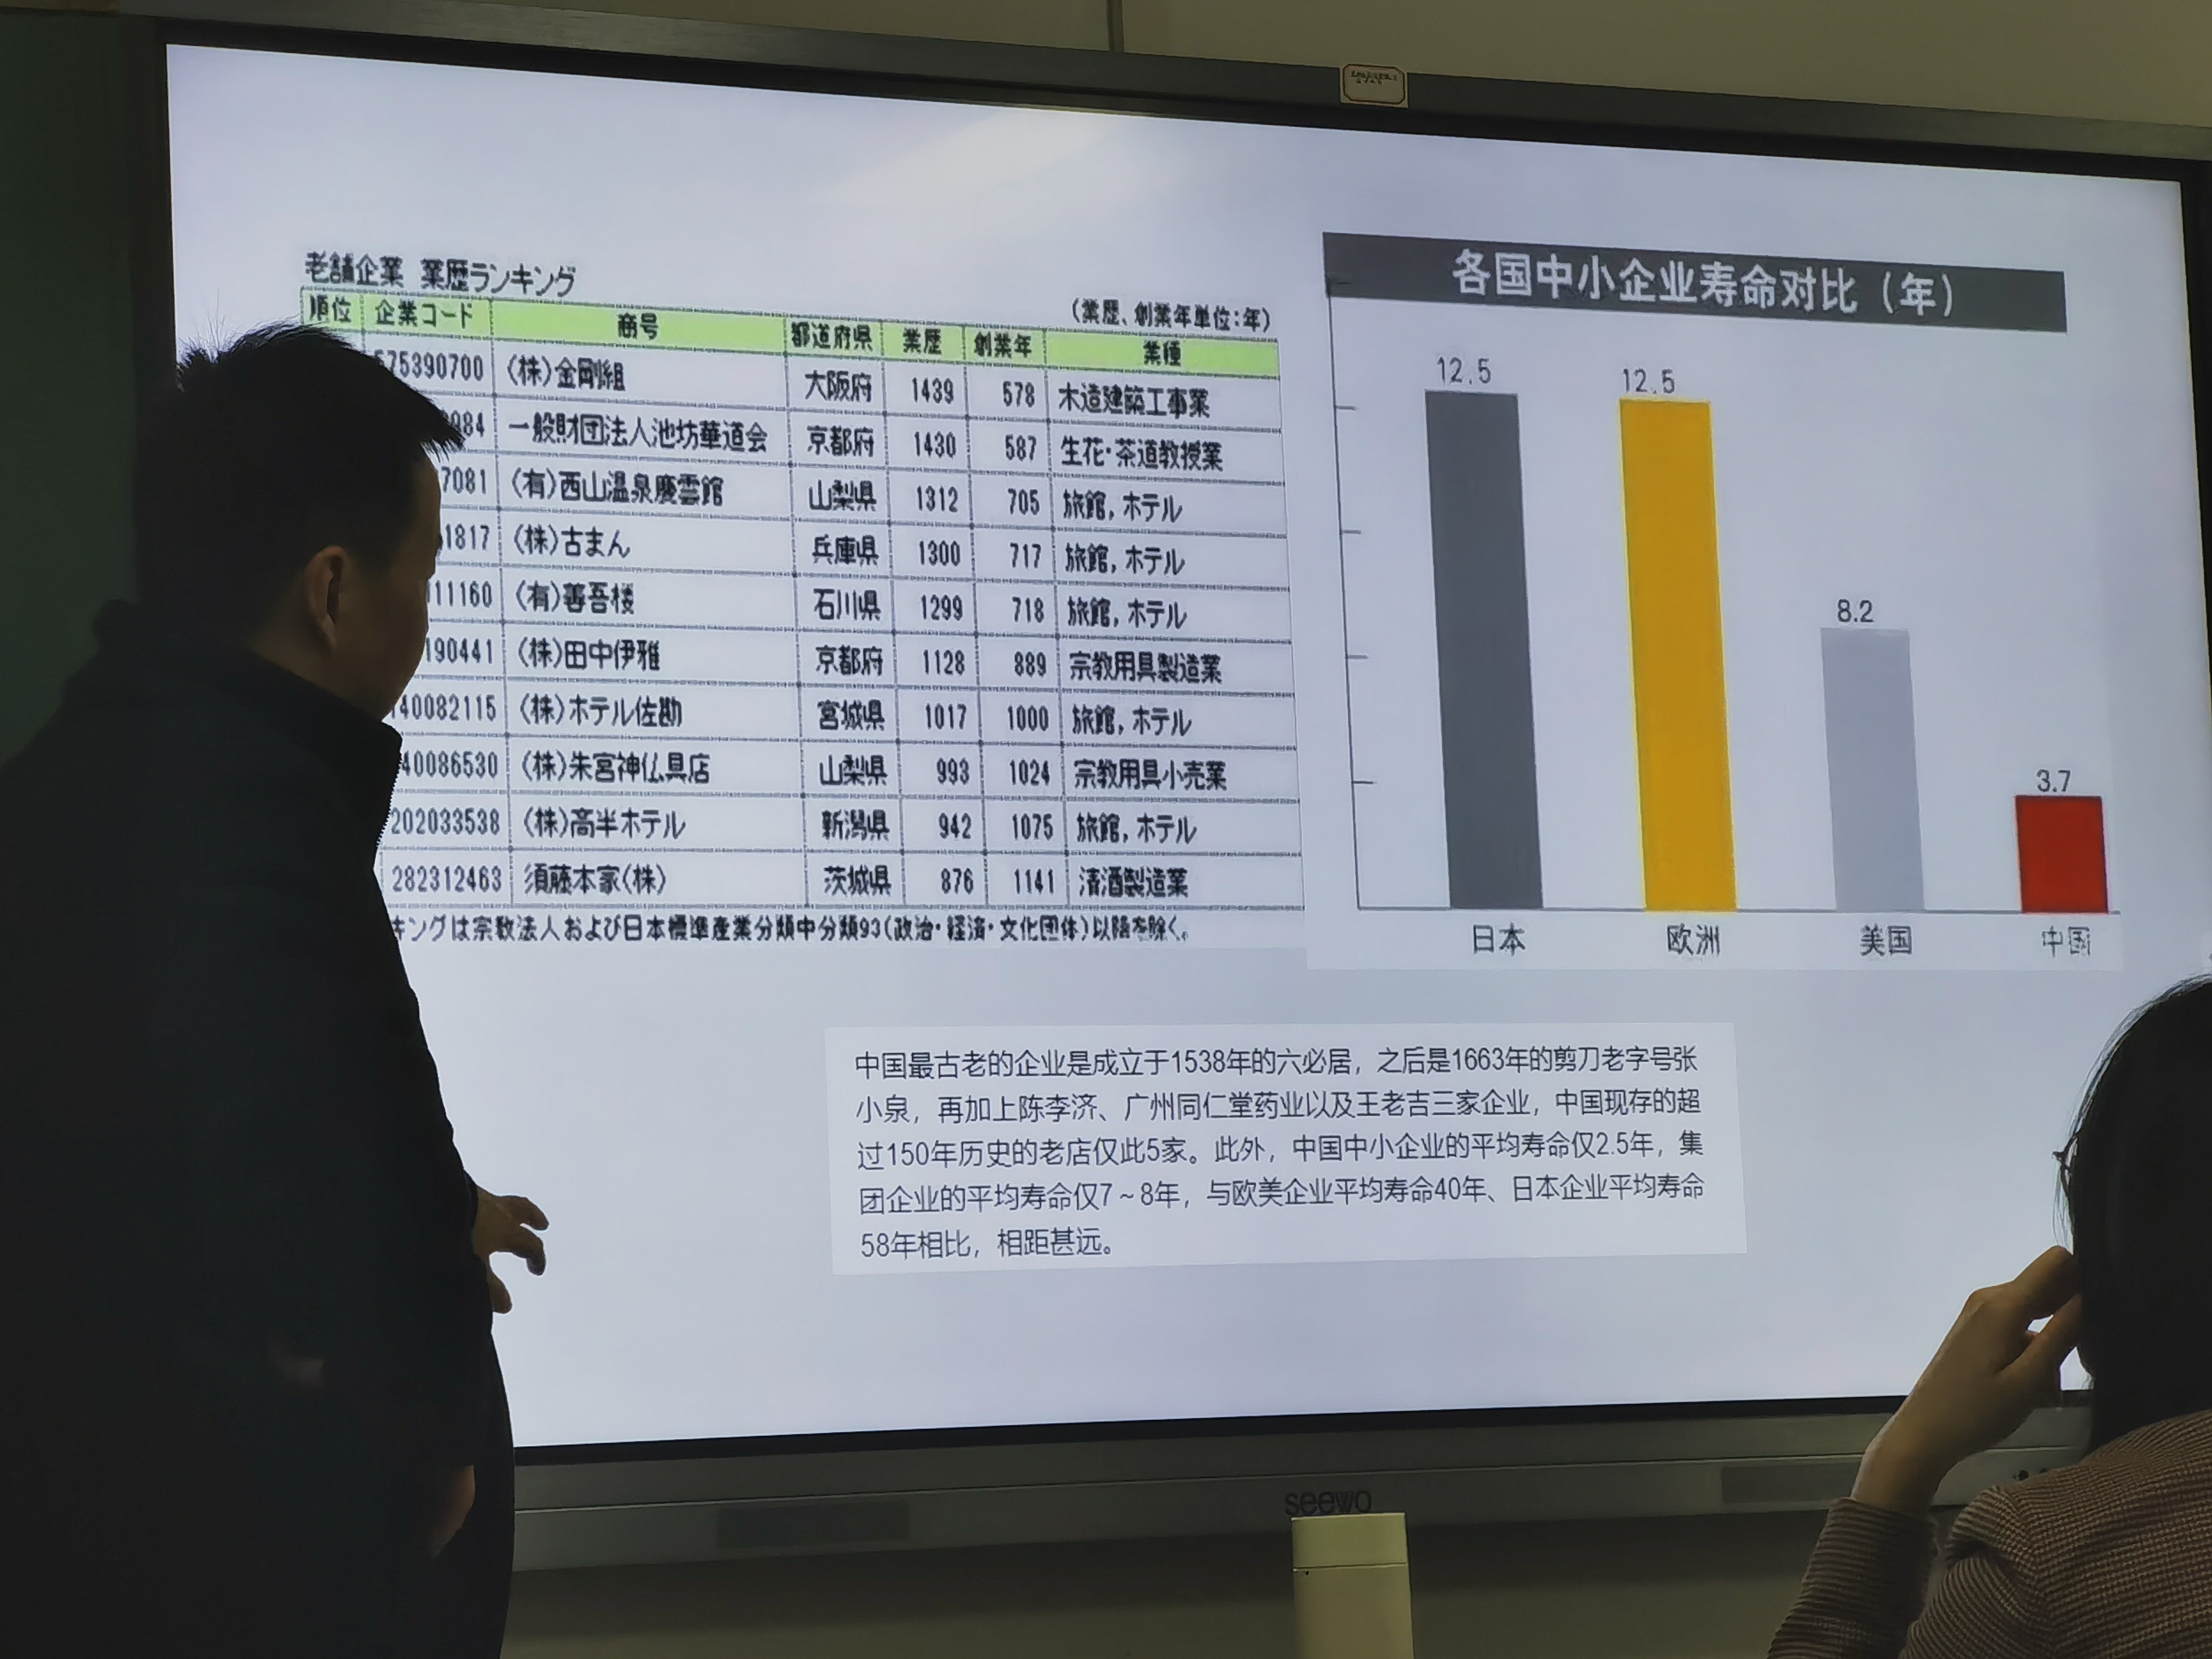 老舗企業 業歴ランキング
(業歴、創業年単位:年)
順位 企業コード 商号 都道府県 業歴 創業年 業種
575390700 (株)金剛組 大阪府 1439 578 木造建築工事業
984 一般財団法人池坊華道会 京都府 1430 587 生花・茶道教授業
7081 (有)西山温泉慶雲館 山梨県 1312 705 旅館,ホテル
1817 (株)古まん 兵庫県 1300 717 旅館,ホテル
11160 (有)善吾楼 石川県 1299 718 旅館,ホテル
190441 (株)田中伊雅 京都府 1128 889 宗教用具製造業
140082115 (株)ホテル佐勘 宮城県 1017 1000 旅館,ホテル
40086530 (株)朱宮神仏具店 山梨県 993 1024 宗教用具小売業
202033538 (株)高半ホテル 新潟県 942 1075 旅館,ホテル
282312463 須藤本家(株) 茨城県 876 1141 清酒製造業
キングは宗教法人および日本標準産業分類中分類93(政治・経済・文化団体)以降を除く。
各国中小企业寿命对比（年）
12.5
12.5
8.2
3.7
日本 欧洲 美国 中国
中国最古老的企业是成立于1538年的六必居，之后是1663年的剪刀老字号张
小泉，再加上陈李济、广州同仁堂药业以及王老吉三家企业，中国现存的超
过150年历史的老店仅此5家。此外，中国中小企业的平均寿命仅2.5年，集
团企业的平均寿命仅7～8年，与欧美企业平均寿命40年、日本企业平均寿命
58年相比，相距甚远。
seewo